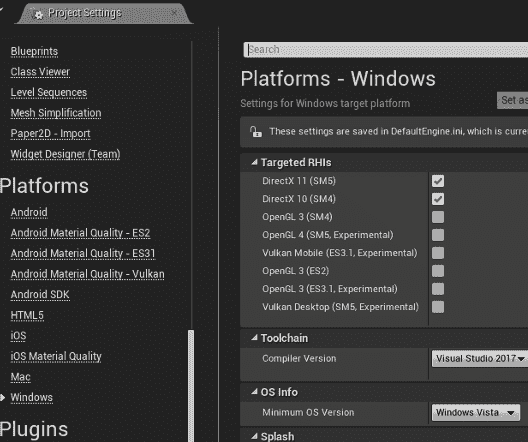 Project Settings
Blueprints
Class Viewer
Level Sequences
Mesh Simplification
Paper2D - Import
Widget Designer (Team)
Platforms
Android
Android Material Quality - ES2
Android Material Quality - ES31
Android Material Quality - Vulkan
Android SDK
HTML5
iOS
iOS Material Quality
Mac
Windows
Plugins
Search
Platforms - Windows
Settings for Windows target platform
Set as
These settings are saved in DefaultEngine.ini, which is curre
Targeted RHIs
DirectX 11 (SM5)
DirectX 10 (SM4)
OpenGL 3 (SM4)
OpenGL 4 (SM5, Experimental)
Vulkan Mobile (ES3.1, Experimental)
OpenGL 3 (ES2)
OpenGL 3 (ES3.1, Experimental)
Vulkan Desktop (SM5, Experimental)
Toolchain
Compiler Version Visual Studio 2017
OS Info
Minimum OS Version Windows Vista
Splash